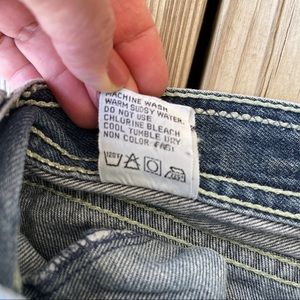 MACHINE WASH
WARM SUDSY WATER.
DO NOT USE
CHLORINE BLEACH
COOL TUMBLE DRY
NON COLOR FAST